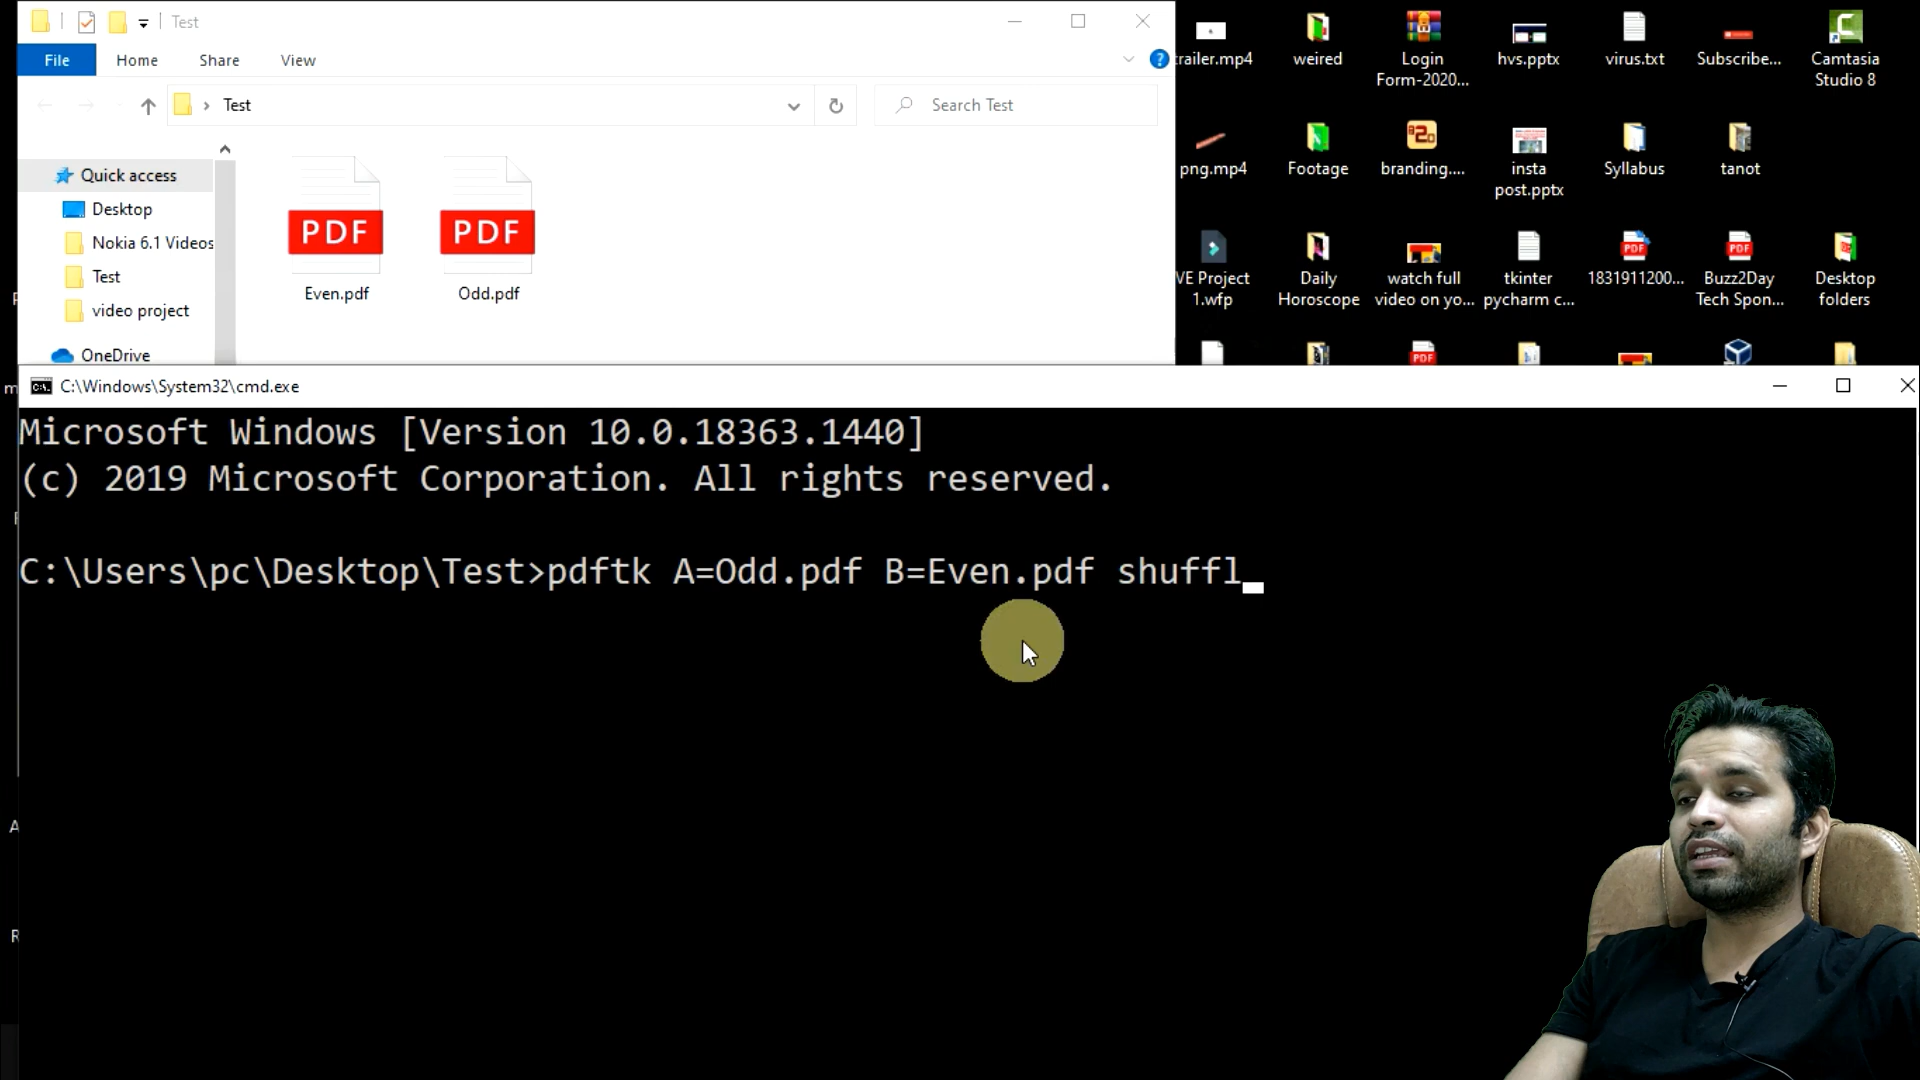 Test
File Home Share View
Test
Search Test
Quick access
Desktop
Nokia 6.1 Videos
Test
video project
OneDrive
PDF
Even.pdf
PDF
Odd.pdf
railer.mp4
weired
Login
Form-2020...
hvs.pptx
virus.txt
Subscribe...
Camtasia
Studio 8
png.mp4
Footage
branding....
insta
post.pptx
Syllabus
tanot
VE Project
1.wfp
Daily
Horoscope
watch full
video on yo...
tkinter
pycharm c...
PDF
1831911200...
PDF
Buzz2Day
Tech Spon...
Desktop
folders
PDF
C:\Windows\System32\cmd.exe
Microsoft Windows [Version 10.0.18363.1440]
(c) 2019 Microsoft Corporation. All rights reserved.
C:\Users\pc\Desktop\Test>pdftk A=Odd.pdf B=Even.pdf shuffl